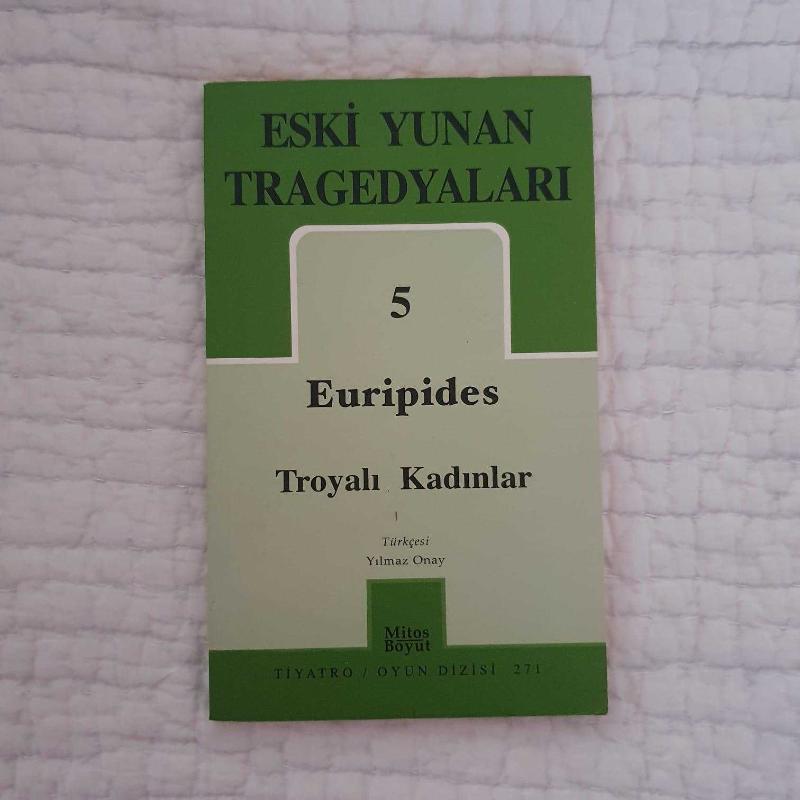 ESKİ YUNAN
TRAGEDYALARI
5
Euripides
Troyalı Kadınlar
Türkçesi
Yılmaz Onay
Mitos
Boyut
TİYATRO / OYUN DİZİSİ 271